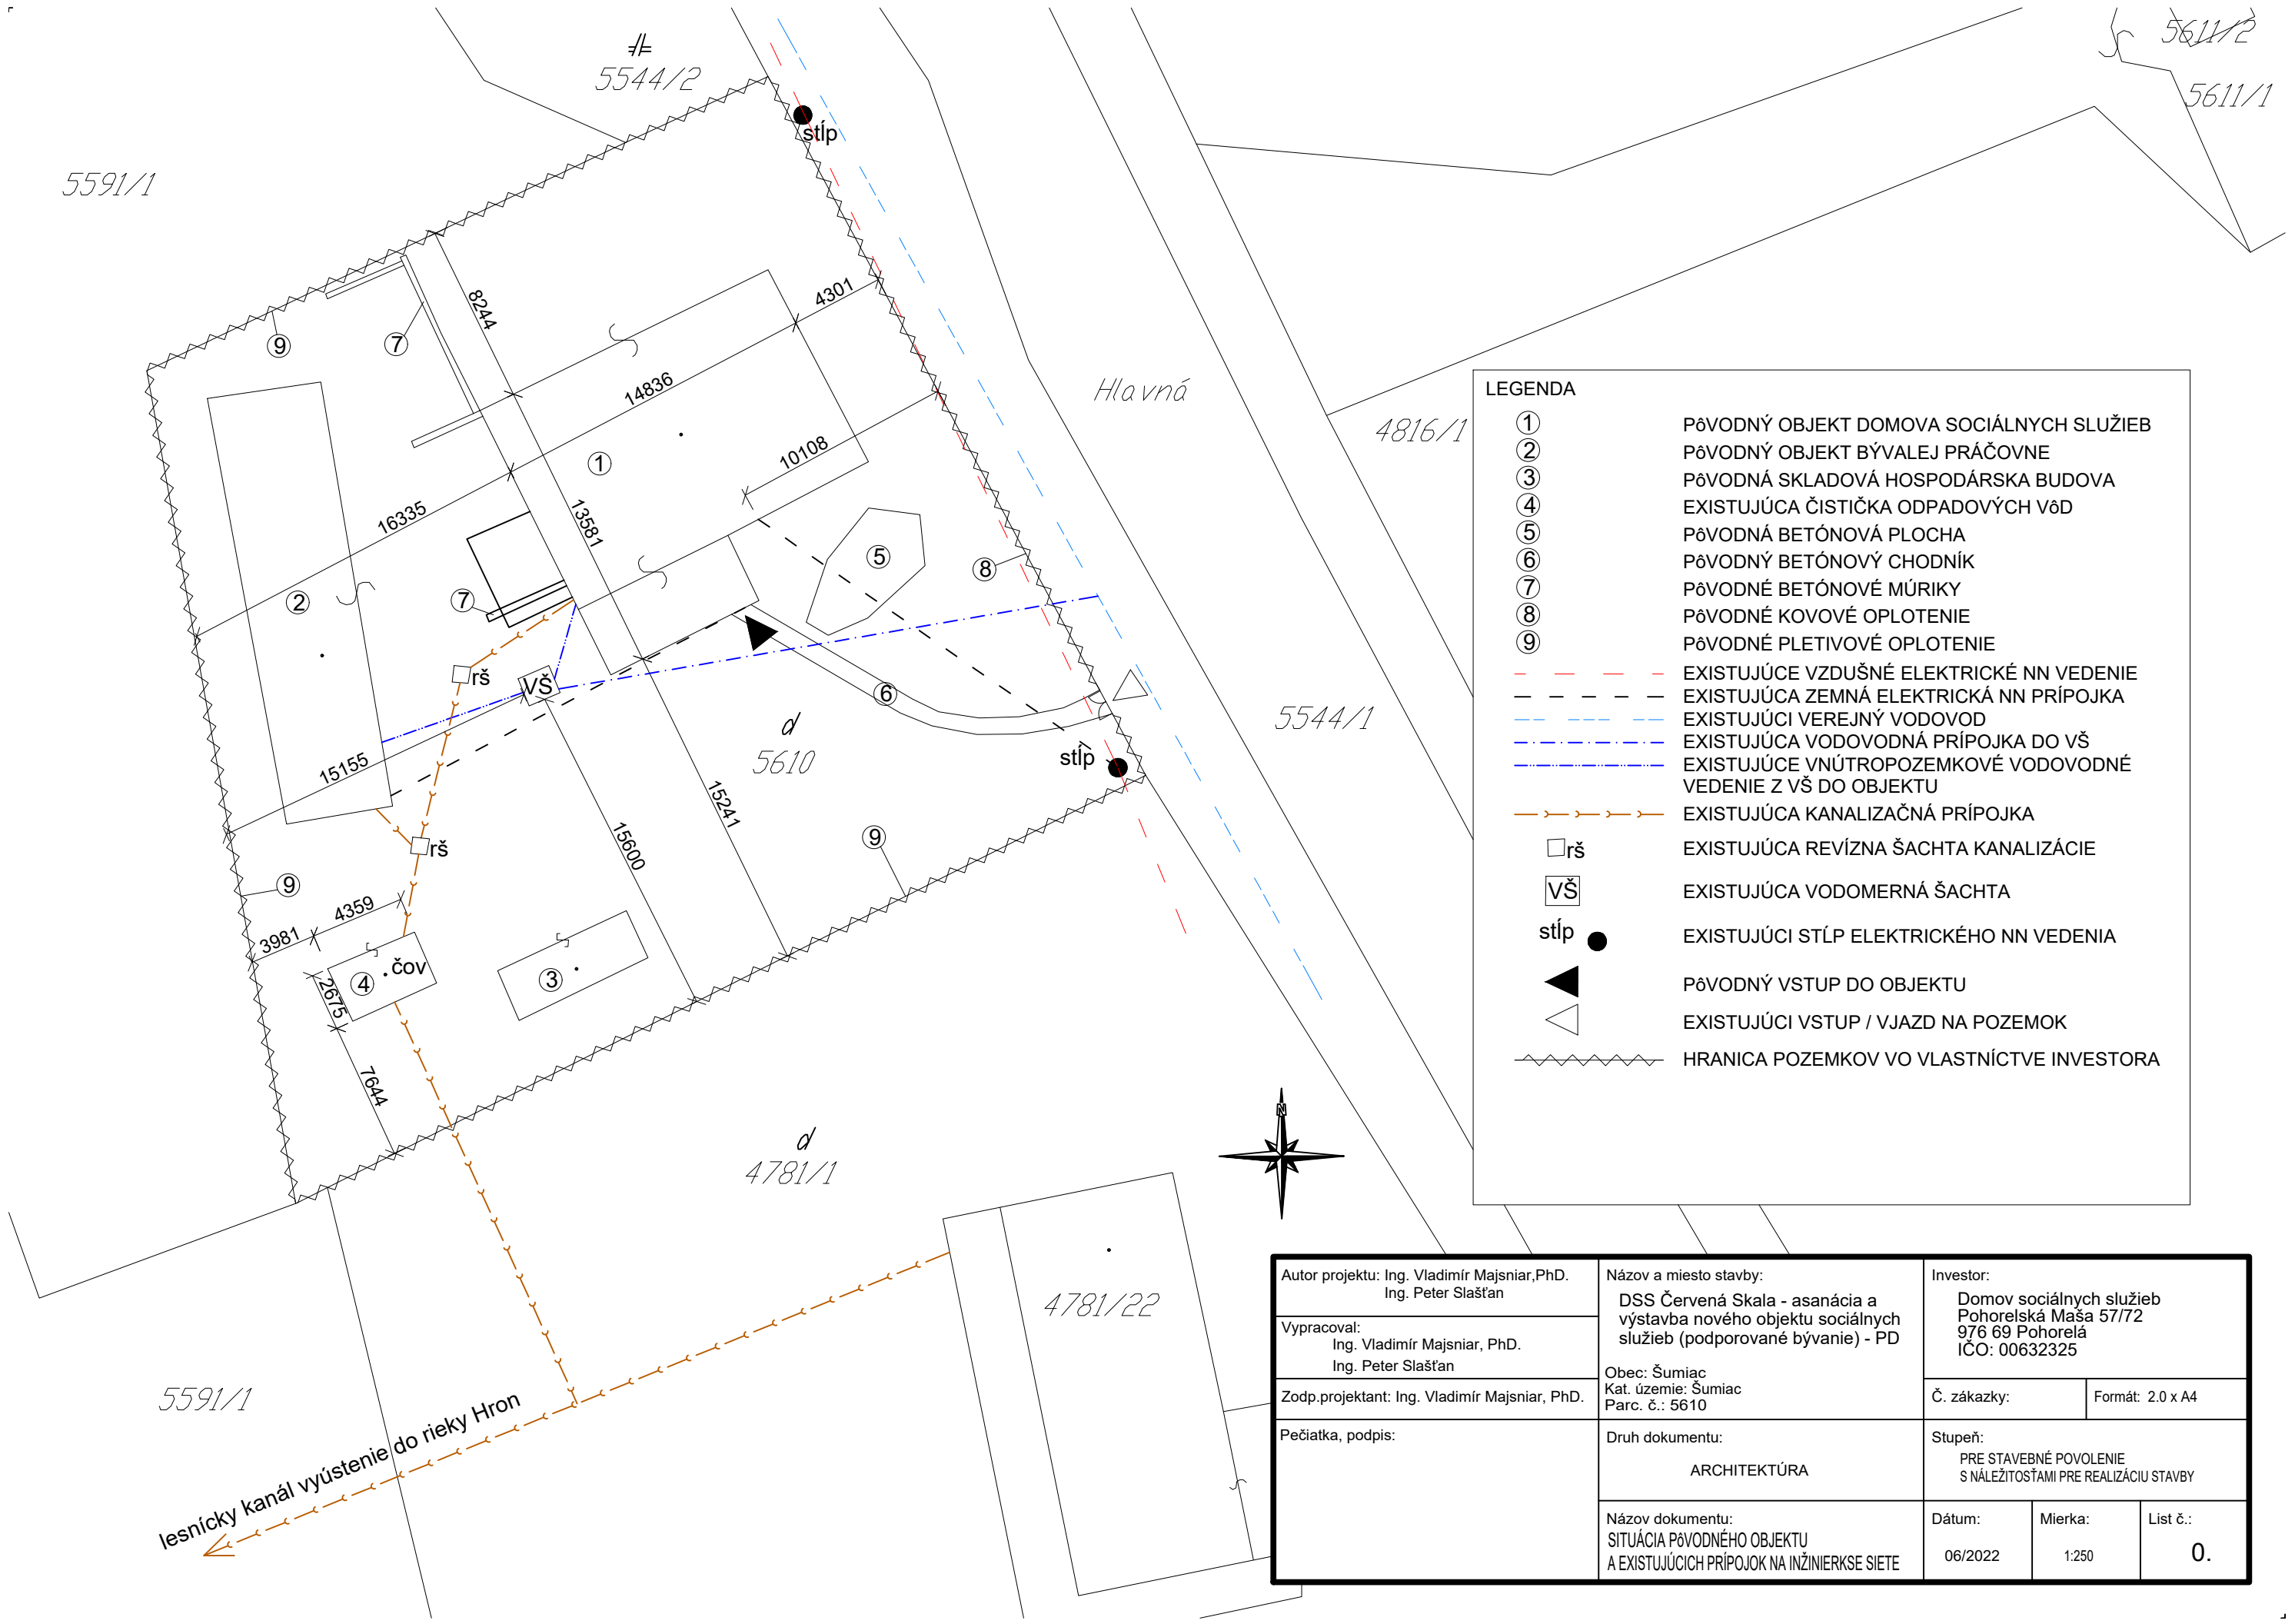 5544/2
5611/2
5611/1
stĺp
5591/1
8244
4301
9
7
14836
Hlavná
4816/1
10108
1
16335
13581
5
8
2
7
rš
VŠ
6
d
5610
5544/1
stĺp
15155
15241
15600
rš
9
9
4359
3981
čov
4
3
2675
7644
N
d
4781/1
4781/22
5591/1
lesnícky kanál vyústenie do rieky Hron
LEGENDA
1 PôVODNÝ OBJEKT DOMOVA SOCIÁLNYCH SLUŽIEB
2 PôVODNÝ OBJEKT BÝVALEJ PRÁČOVNE
3 PôVODNÁ SKLADOVÁ HOSPODÁRSKA BUDOVA
4 EXISTUJÚCA ČISTIČKA ODPADOVÝCH VôD
5 PôVODNÁ BETÓNOVÁ PLOCHA
6 PôVODNÝ BETÓNOVÝ CHODNÍK
7 PôVODNÉ BETÓNOVÉ MÚRIKY
8 PôVODNÉ KOVOVÉ OPLOTENIE
9 PôVODNÉ PLETIVOVÉ OPLOTENIE
EXISTUJÚCE VZDUŠNÉ ELEKTRICKÉ NN VEDENIE
EXISTUJÚCA ZEMNÁ ELEKTRICKÁ NN PRÍPOJKA
EXISTUJÚCI VEREJNÝ VODOVOD
EXISTUJÚCA VODOVODNÁ PRÍPOJKA DO VŠ
EXISTUJÚCE VNÚTROPOZEMKOVÉ VODOVODNÉ
VEDENIE Z VŠ DO OBJEKTU
EXISTUJÚCA KANALIZAČNÁ PRÍPOJKA
rš EXISTUJÚCA REVÍZNA ŠACHTA KANALIZÁCIE
VŠ EXISTUJÚCA VODOMERNÁ ŠACHTA
stĺp EXISTUJÚCI STĹP ELEKTRICKÉHO NN VEDENIA
PôVODNÝ VSTUP DO OBJEKTU
EXISTUJÚCI VSTUP / VJAZD NA POZEMOK
HRANICA POZEMKOV VO VLASTNÍCTVE INVESTORA
Autor projektu: Ing. Vladimír Majsniar,PhD.
Ing. Peter Slašťan
Vypracoval:
Ing. Vladimír Majsniar, PhD.
Ing. Peter Slašťan
Zodp.projektant: Ing. Vladimír Majsniar, PhD.
Pečiatka, podpis:
Názov a miesto stavby:
DSS Červená Skala - asanácia a
výstavba nového objektu sociálnych
služieb (podporované bývanie) - PD
Obec: Šumiac
Kat. územie: Šumiac
Parc. č.: 5610
Druh dokumentu:
ARCHITEKTÚRA
Názov dokumentu:
SITUÁCIA PôVODNÉHO OBJEKTU
A EXISTUJÚCICH PRÍPOJOK NA INŽINIERKSE SIETE
Investor:
Domov sociálnych služieb
Pohorelská Maša 57/72
976 69 Pohorelá
IČO: 00632325
Č. zákazky:
Formát: 2.0 x A4
Stupeň:
PRE STAVEBNÉ POVOLENIE
S NÁLEŽITOSŤAMI PRE REALIZÁCIU STAVBY
Dátum:
06/2022
Mierka:
1:250
List č.:
0.